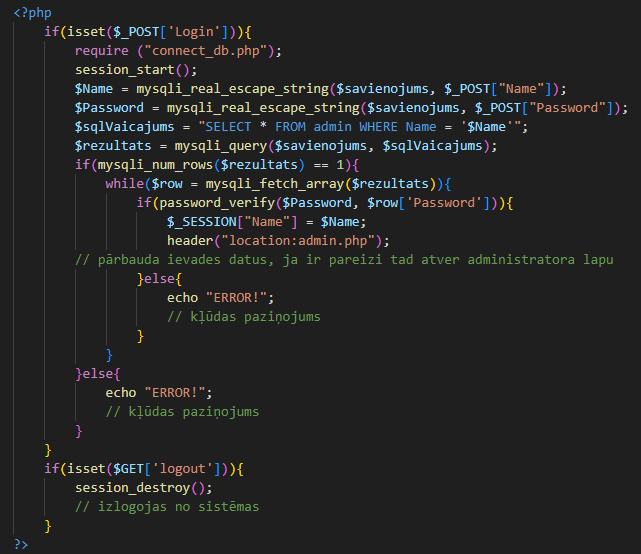 <?php
    if(isset($_POST['Login'])){
        require ("connect_db.php");
        session_start();
        $Name = mysqli_real_escape_string($savienojums, $_POST["Name"]);
        $Password = mysqli_real_escape_string($savienojums, $_POST["Password"]);
        $sqlVaicajums = "SELECT * FROM admin WHERE Name = '$Name'";
        $rezultats = mysqli_query($savienojums, $sqlVaicajums);
        if(mysqli_num_rows($rezultats) == 1){
            while($row = mysqli_fetch_array($rezultats)){
                if(password_verify($Password, $row['Password'])){
                    $_SESSION["Name"] = $Name;
                    header("location:admin.php");
        // pārbauda ievades datus, ja ir pareizi tad atver administratora lapu
                }else{
                    echo "ERROR!";
                    // kļūdas paziņojums
                }
            }
        }else{
            echo "ERROR!";
            // kļūdas paziņojums
        }
    }
    if(isset($GET['logout'])){
        session_destroy();
        // izlogojas no sistēmas
    }
?>